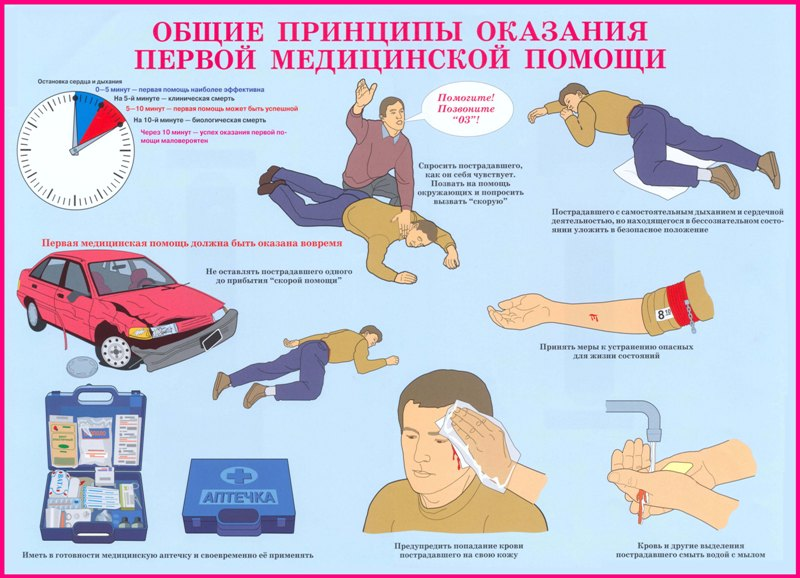 ОБЩИЕ ПРИНЦИПЫ ОКАЗАНИЯ
ПЕРВОЙ МЕДИЦИНСКОЙ ПОМОЩИ
Остановка сердца и дыхания
0—5 минут — первая помощь наиболее эффективна
На 5-й минуте — клиническая смерть
5—10 минут — первая помощь может быть успешной
На 10-й минуте — биологическая смерть
Через 10 минут — успех оказания первой по-
мощи маловероятен
Помогите!
Позвоните
“03”!
Спросить пострадавшего,
как он себя чувствует.
Позвать на помощь
окружающих и попросить
вызвать “скорую”
Пострадавшего с самостоятельным дыханием и сердечной
деятельностью, но находящегося в бессознательном состо-
янии уложить в безопасное положение
Первая медицинская помощь должна быть оказана вовремя
Не оставлять пострадавшего одного
до прибытия “скорой помощи”
8 10
Принять меры к устранению опасных
для жизни состояний
АПТЕЧКА
Иметь в готовности медицинскую аптечку и своевременно её применять
Предупредить попадание крови
пострадавшего на свою кожу
Кровь и другие выделения
пострадавшего смыть водой с мылом